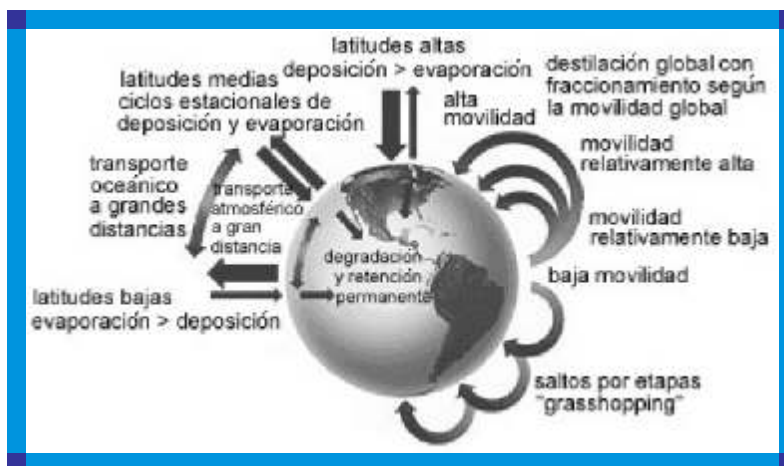 latitudes altas
deposición > evaporación
latitudes medias
ciclos estacionales de
deposición y evaporación
alta
movilidad
destilación global con
fraccionamiento según
la movilidad global
movilidad
relativamente alta
movilidad
relativamente baja
baja movilidad
transporte
oceánico
a grandes
distancias
transporte
atmosférico
a gran
distancia
degradación
y retención
permanente
latitudes bajas
evaporación > deposición
saltos por etapas
"grasshopping"